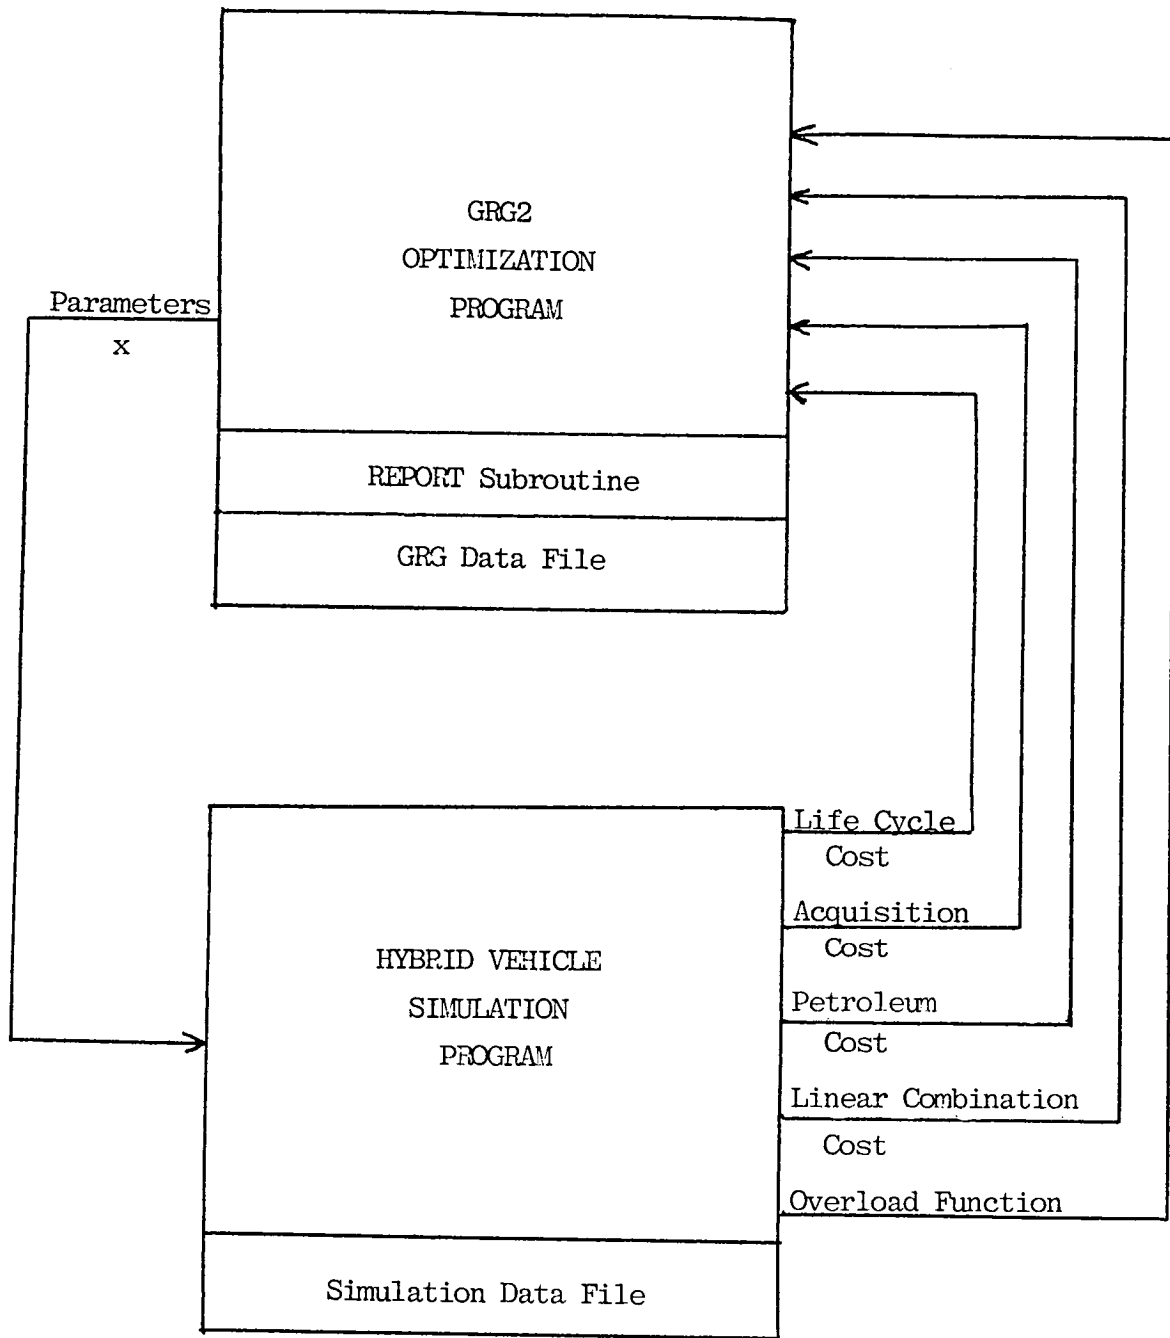 GRG2
OPTIMIZATION
PROGRAM
Parameters
x
REPORT Subroutine
GRG Data File
Life Cycle
Cost
Acquisition
Cost
HYBRID VEHICLE
SIMULATION
PROGRAM
Petroleum
Cost
Linear Combination
Cost
Overload Function
Simulation Data File